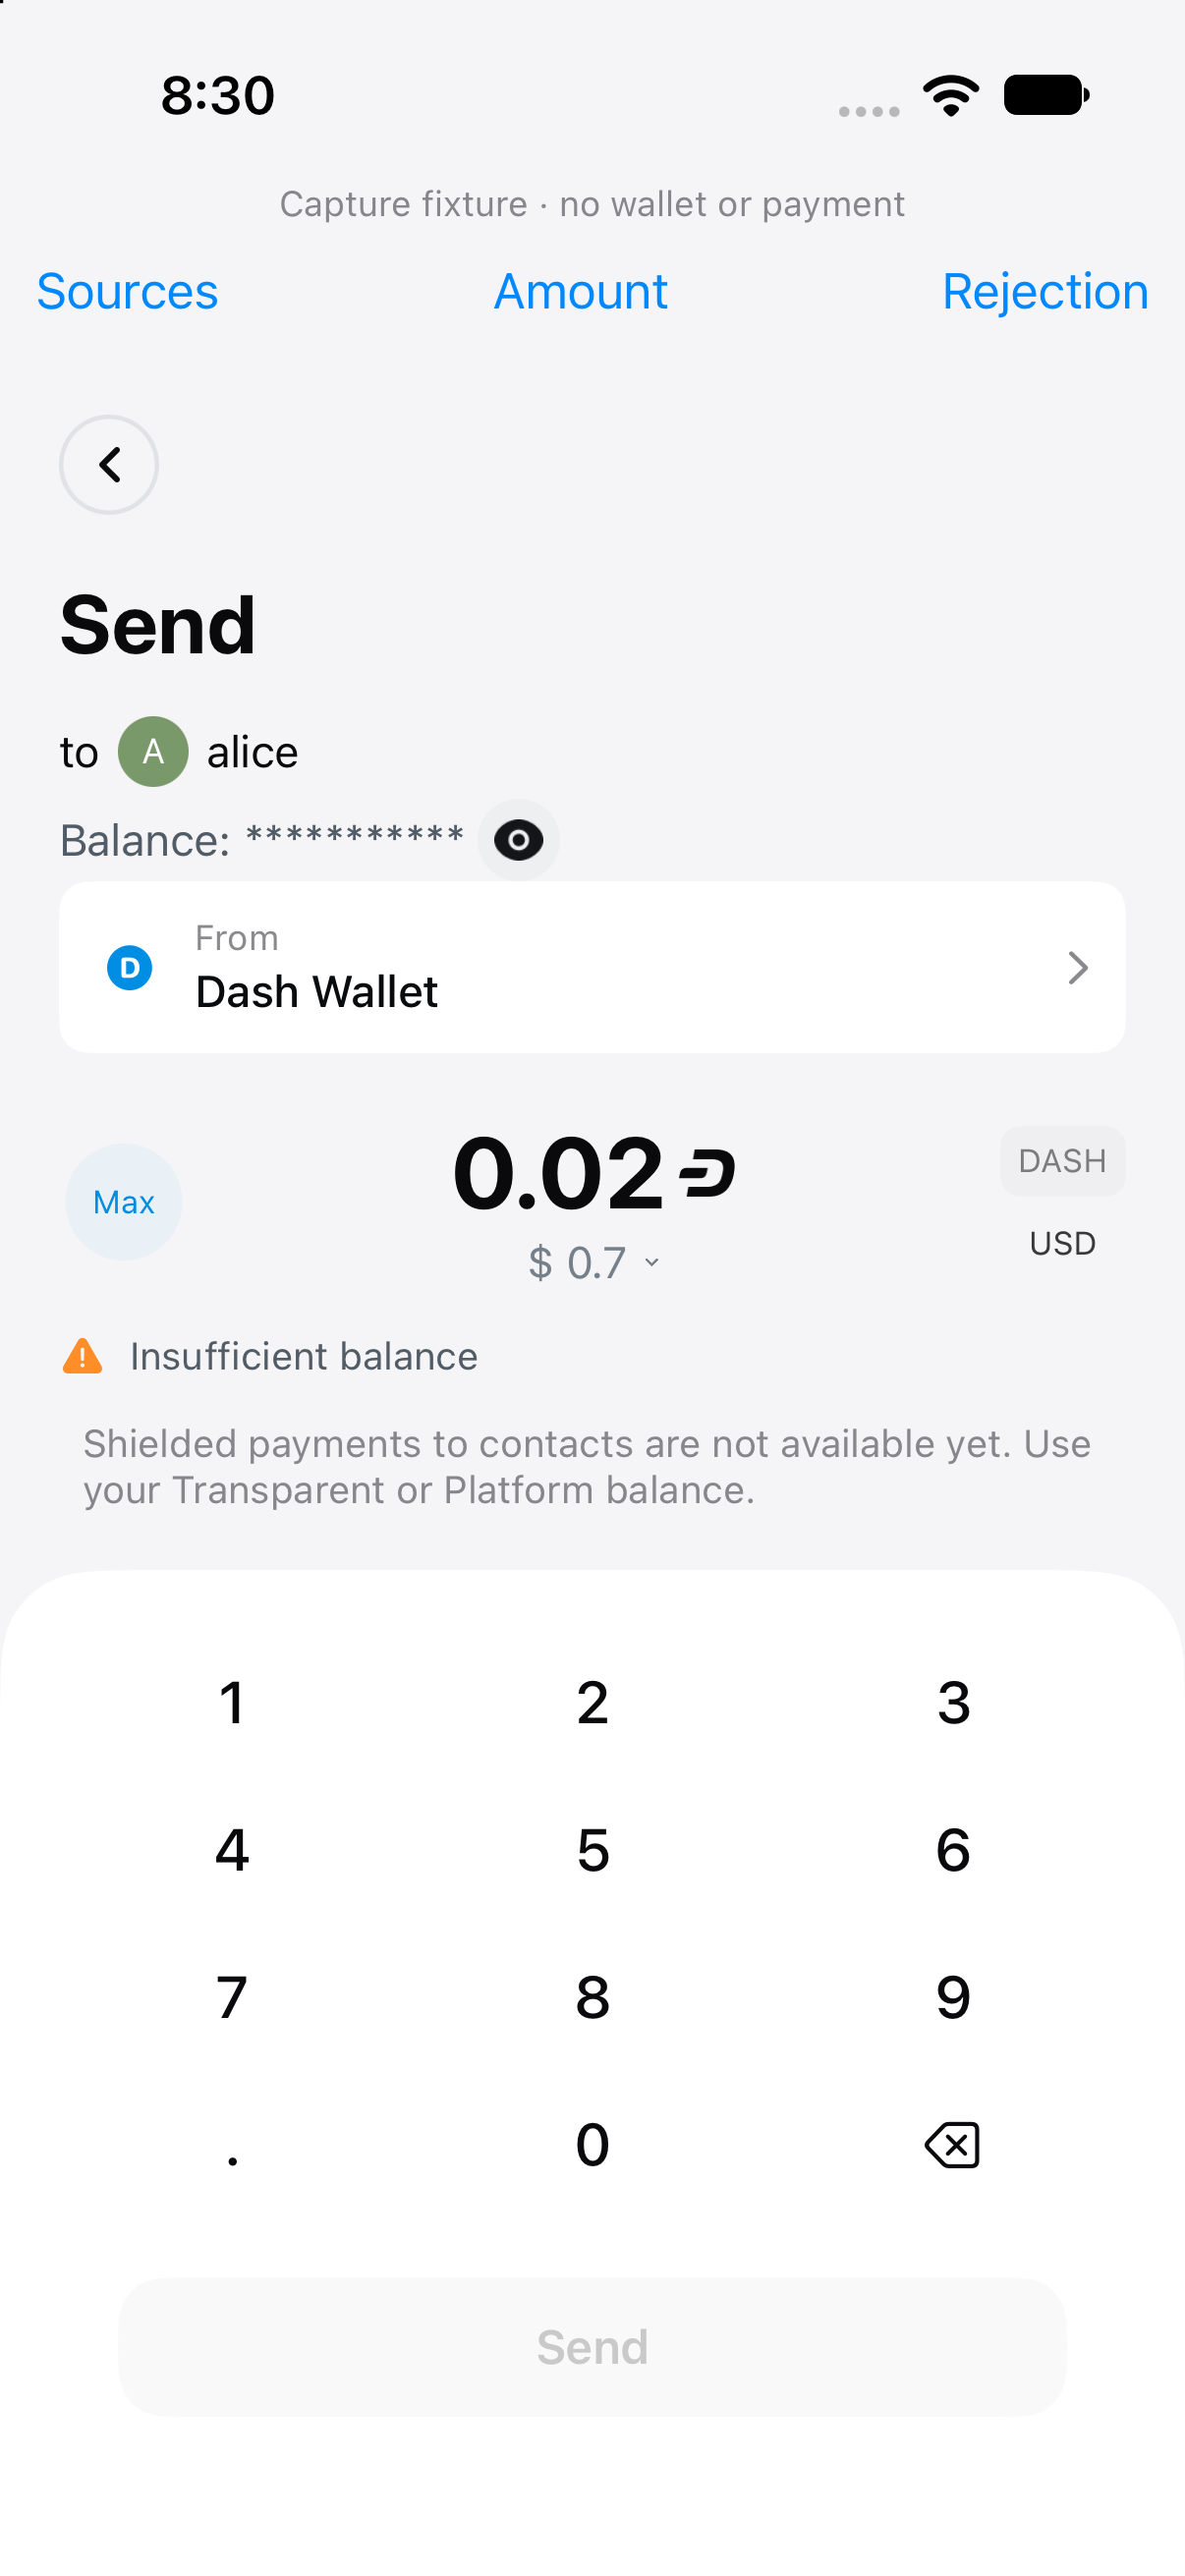 8:30
Capture fixture · no wallet or payment
Sources Amount Rejection
Send
to A alice
Balance: ***********
From
D Dash Wallet
Max 0.02 DASH
$ 0.7 USD
Insufficient balance
Shielded payments to contacts are not available yet. Use
your Transparent or Platform balance.
1 2 3
4 5 6
7 8 9
. 0
Send